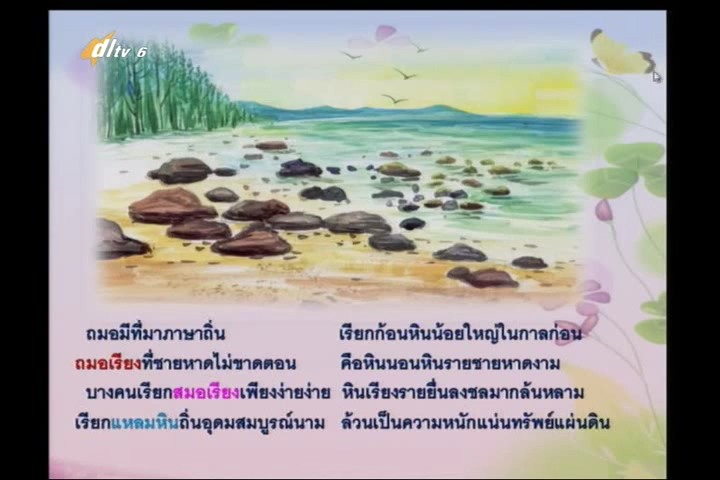 dltv 6
ถมอมีที่มาภาษาถิ่น เรียกก้อนหินน้อยใหญ่ในกาลก่อน
ถมอเรียงที่ชายหาดไม่ขาดตอน คือหินนอนหินรายชายหาดงาม
บางคนเรียกสมอเรียงเพียงง่ายง่าย หินเรียงรายยื่นลงชลมากล้นหลาม
เรียกแหลมหินถิ่นอุดมสมบูรณ์นาม ล้วนเป็นความหนักแน่นทรัพย์แผ่นดิน